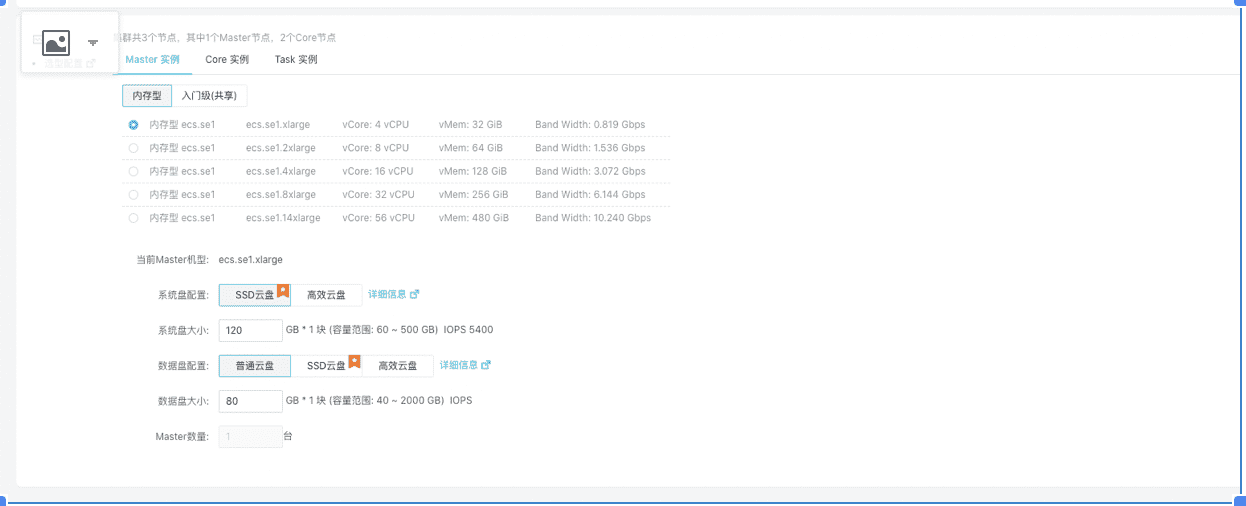 群共3个节点，其中1个Master节点，2个Core节点
选型配置
Master 实例 Core 实例 Task 实例
内存型 入门级(共享)
内存型 ecs.se1 ecs.se1.xlarge vCore: 4 vCPU vMem: 32 GiB Band Width: 0.819 Gbps
内存型 ecs.se1 ecs.se1.2xlarge vCore: 8 vCPU vMem: 64 GiB Band Width: 1.536 Gbps
内存型 ecs.se1 ecs.se1.4xlarge vCore: 16 vCPU vMem: 128 GiB Band Width: 3.072 Gbps
内存型 ecs.se1 ecs.se1.8xlarge vCore: 32 vCPU vMem: 256 GiB Band Width: 6.144 Gbps
内存型 ecs.se1 ecs.se1.14xlarge vCore: 56 vCPU vMem: 480 GiB Band Width: 10.240 Gbps
当前Master机型: ecs.se1.xlarge
系统盘配置: SSD云盘 高效云盘 详细信息
系统盘大小: 120 GB * 1 块 (容量范围: 60 ~ 500 GB) IOPS 5400
数据盘配置: 普通云盘 SSD云盘 高效云盘 详细信息
数据盘大小: 80 GB * 1 块 (容量范围: 40 ~ 2000 GB) IOPS
Master数量: 1 台